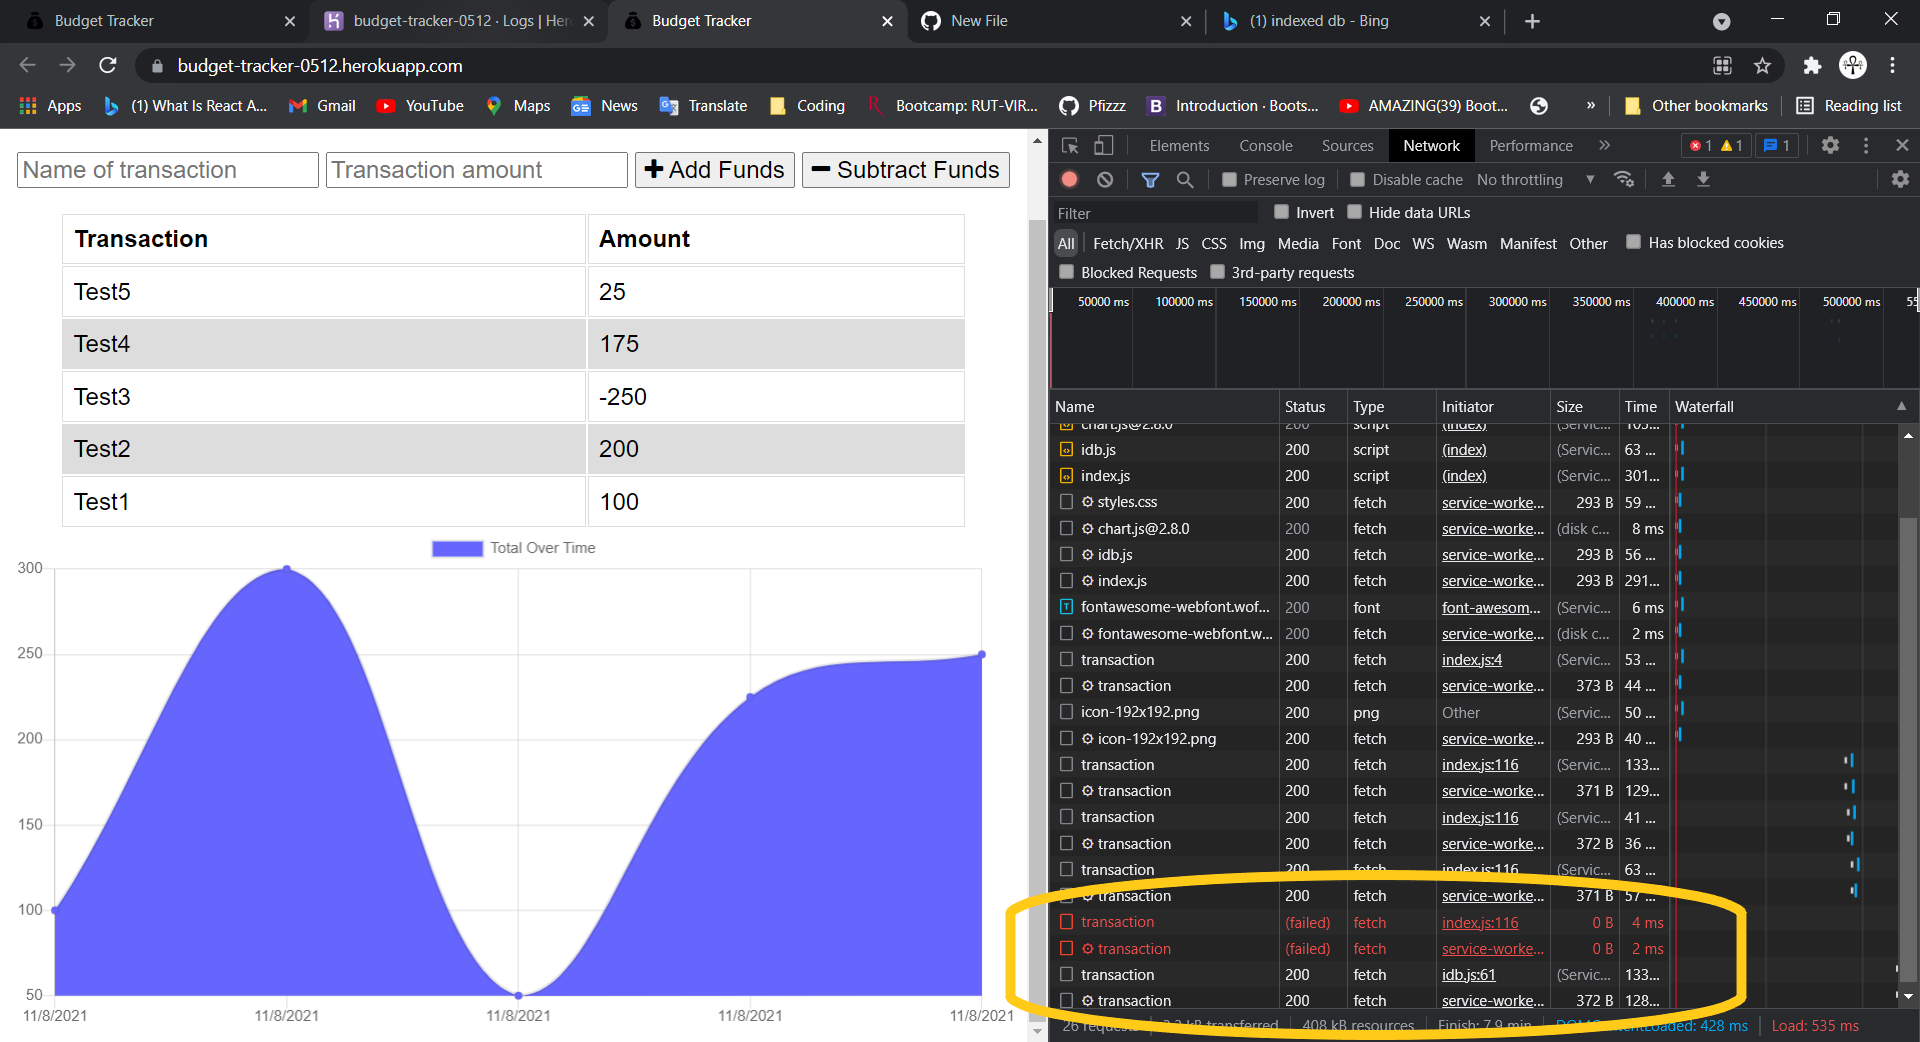 Budget Tracker
budget-tracker-0512 · Logs | Her
Budget Tracker
New File
(1) indexed db - Bing
budget-tracker-0512.herokuapp.com
Apps
(1) What Is React A...
Gmail
YouTube
Maps
News
Translate
Coding
Bootcamp: RUT-VIR...
Pfizzz
Introduction · Boots...
AMAZING(39) Boot...
»
Other bookmarks
Reading list
Name of transaction
Transaction amount
Add Funds
Subtract Funds
Transaction Amount
Test5 25
Test4 175
Test3 -250
Test2 200
Test1 100
Total Over Time
300
250
200
150
100
50
11/8/2021 11/8/2021 11/8/2021 11/8/2021 11/8/2021
Elements Console Sources Network Performance » 1 1 1
Preserve log Disable cache No throttling
Filter Invert Hide data URLs
All Fetch/XHR JS CSS Img Media Font Doc WS Wasm Manifest Other Has blocked cookies
Blocked Requests 3rd-party requests
50000 ms 100000 ms 150000 ms 200000 ms 250000 ms 300000 ms 350000 ms 400000 ms 450000 ms 500000 ms 55
Name Status Type Initiator Size Time Waterfall
chart.js@2.8.0 200 script (index) (Servic... 103...
idb.js 200 script (index) (Servic... 63 ...
index.js 200 script (index) (Servic... 301...
styles.css 200 fetch service-worke... 293 B 59 ...
chart.js@2.8.0 200 fetch service-worke... (disk c... 8 ms
idb.js 200 fetch service-worke... 293 B 56 ...
index.js 200 fetch service-worke... 293 B 291...
fontawesome-webfont.wof... 200 font font-awesom... (Servic... 6 ms
fontawesome-webfont.w... 200 fetch service-worke... (disk c... 2 ms
transaction 200 fetch index.js:4 (Servic... 53 ...
transaction 200 fetch service-worke... 373 B 44 ...
icon-192x192.png 200 png Other (Servic... 50 ...
icon-192x192.png 200 fetch service-worke... 293 B 40 ...
transaction 200 fetch index.js:116 (Servic... 133...
transaction 200 fetch service-worke... 371 B 129...
transaction 200 fetch index.js:116 (Servic... 41 ...
transaction 200 fetch service-worke... 372 B 36 ...
transaction 200 fetch index.js:116 (Servic... 63 ...
transaction 200 fetch service-worke... 371 B 57 ...
transaction (failed) fetch index.js:116 0 B 4 ms
transaction (failed) fetch service-worke... 0 B 2 ms
transaction 200 fetch idb.js:61 (Servic... 133...
transaction 200 fetch service-worke... 372 B 128...
26 requests kB transferred 408 kB resources Finish: 7.9 min 428 ms Load: 535 ms